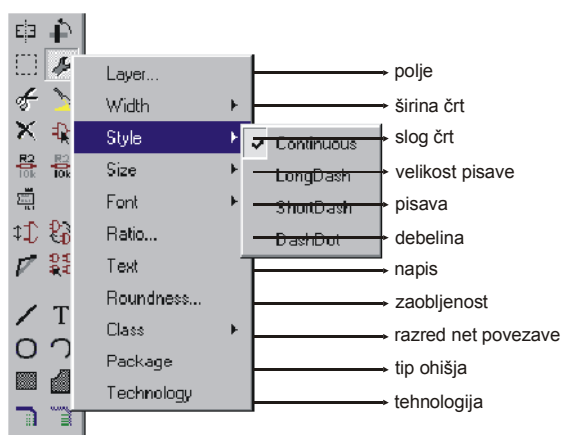 Layer... polje
Width širina črt
Style Continuous slog črt
Size LongDash velikost pisave
Font ShortDash pisava
Ratio... DashDot debelina
Text napis
Roundness... zaobljenost
Class razred net povezave
Package tip ohišja
Technology tehnologija
R2 R2
10k 10k
T